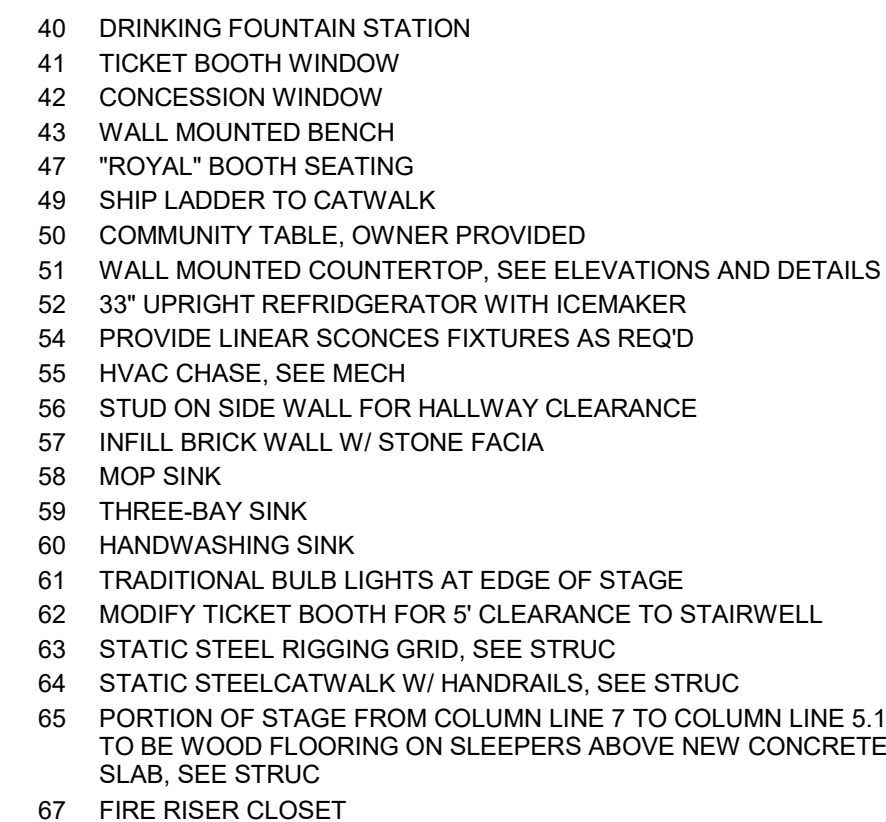 40 DRINKING FOUNTAIN STATION
41 TICKET BOOTH WINDOW
42 CONCESSION WINDOW
43 WALL MOUNTED BENCH
47 "ROYAL" BOOTH SEATING
49 SHIP LADDER TO CATWALK
50 COMMUNITY TABLE, OWNER PROVIDED
51 WALL MOUNTED COUNTERTOP, SEE ELEVATIONS AND DETAILS
52 33" UPRIGHT REFRIDGERATOR WITH ICEMAKER
54 PROVIDE LINEAR SCONCES FIXTURES AS REQ'D
55 HVAC CHASE, SEE MECH
56 STUD ON SIDE WALL FOR HALLWAY CLEARANCE
57 INFILL BRICK WALL W/ STONE FACIA
58 MOP SINK
59 THREE-BAY SINK
60 HANDWASHING SINK
61 TRADITIONAL BULB LIGHTS AT EDGE OF STAGE
62 MODIFY TICKET BOOTH FOR 5' CLEARANCE TO STAIRWELL
63 STATIC STEEL RIGGING GRID, SEE STRUC
64 STATIC STEELCATWALK W/ HANDRAILS, SEE STRUC
65 PORTION OF STAGE FROM COLUMN LINE 7 TO COLUMN LINE 5.1
TO BE WOOD FLOORING ON SLEEPERS ABOVE NEW CONCRETE
SLAB, SEE STRUC
67 FIRE RISER CLOSET